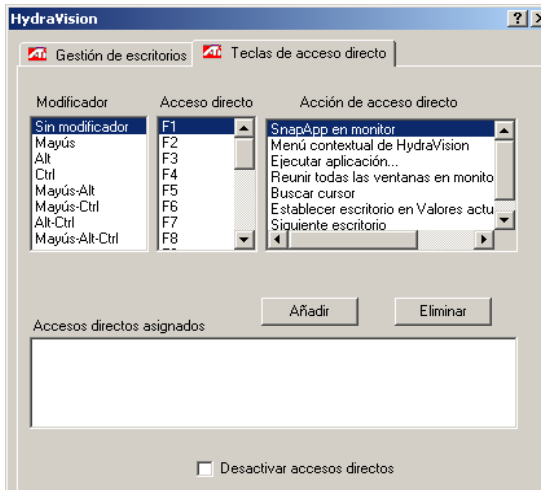 HydraVision
ATI Gestión de escritorios
ATI Teclas de acceso directo
Modificador
Sin modificador
Mayús
Alt
Ctrl
Mayús-Alt
Mayús-Ctrl
Alt-Ctrl
Mayús-Alt-Ctrl
Acceso directo
F1
F2
F3
F4
F5
F6
F7
F8
Acción de acceso directo
SnapApp en monitor
Menú contextual de HydraVision
Ejecutar aplicación...
Reunir todas las ventanas en monito
Buscar cursor
Establecer escritorio en Valores actu
Siguiente escritorio
Añadir
Eliminar
Accesos directos asignados
Desactivar accesos directos